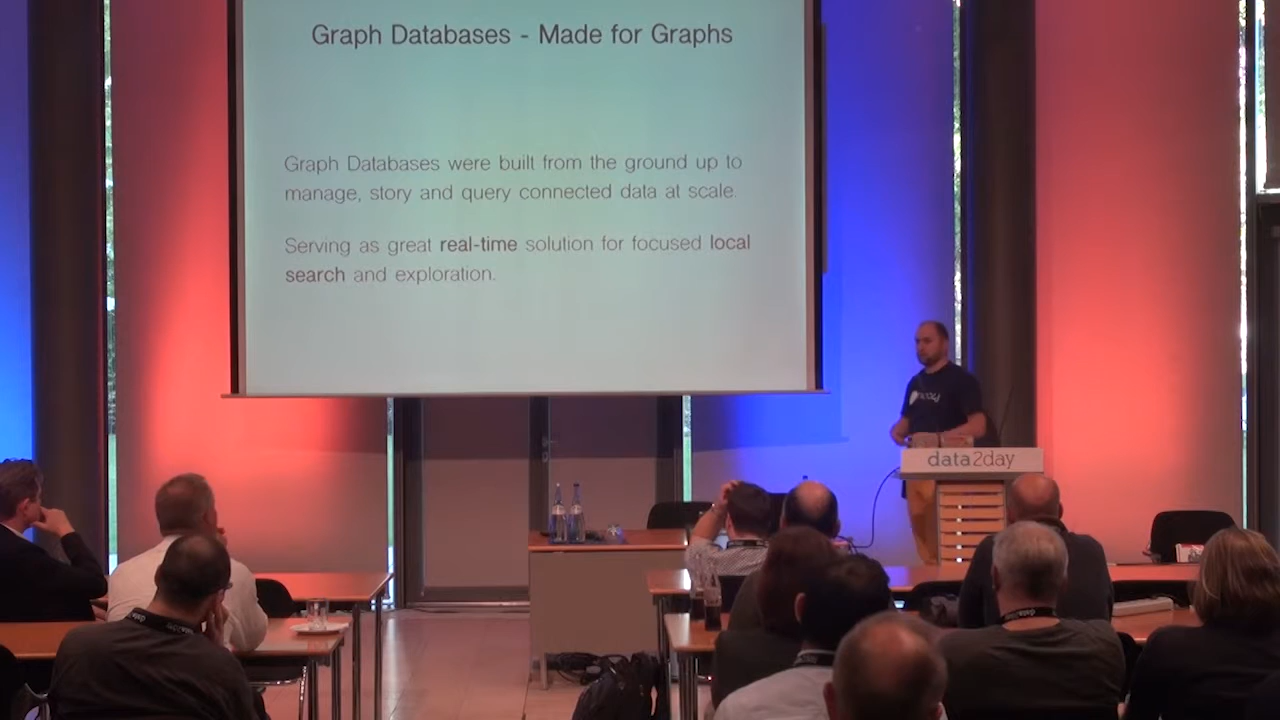 Graph Databases - Made for Graphs
Graph Databases were built from the ground up to
manage, story and query connected data at scale.
Serving as great real-time solution for focused local
search and exploration.
data2day